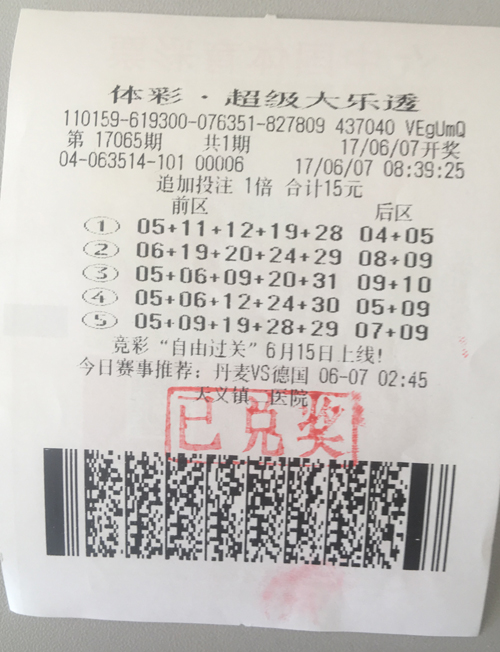 体彩·超级大乐透
110159-619300-076351-827809 437040 VEgUmQ
第 17065期 共1期 17/06/07开奖
04-063514-101 00006 17/06/07 08:39:25
追加投注 1倍 合计15元
前区 后区
① 05+11+12+19+28 04+05
② 06+19+20+24+29 08+09
③ 05+06+09+20+31 09+10
④ 05+06+12+24+30 05+09
⑤ 05+09+19+28+29 07+09
竞彩“自由过关”6月15日上线!
今日赛事推荐: 丹麦VS德国 06-07 02:45
天义镇 医院
已兑奖